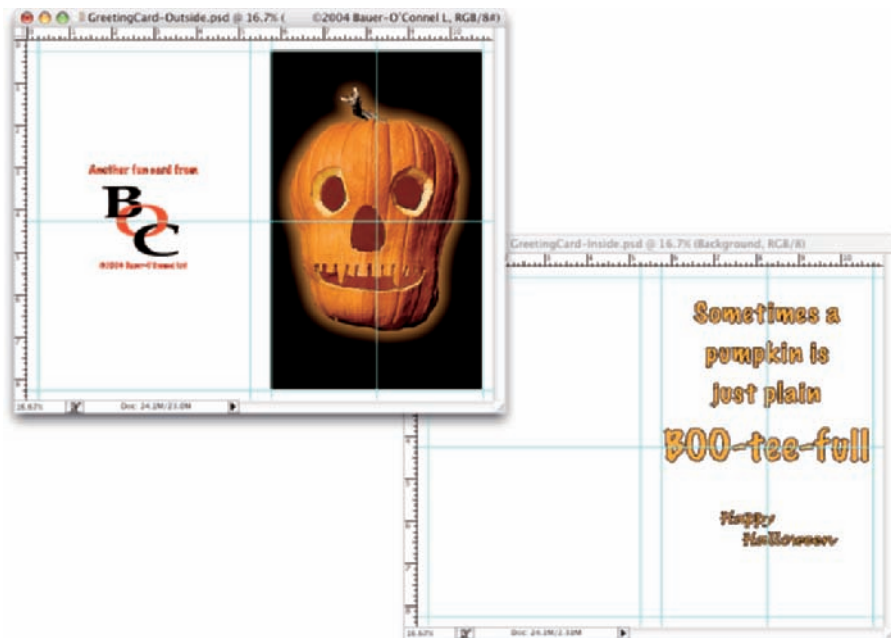 GreetingCard-Outside.psd @ 16.7% ( ©2004 Bauer-O'Connel L, RGB/8#)
Another fun card from
BOC
©2004 Bauer-O'Connel Ltd
16.67% Doc: 24.1M/23.0M
GreetingCard-Inside.psd @ 16.7% (Background, RGB/8)
Sometimes a
pumpkin is
just plain
BOO-tee-full
Happy
Halloween
16.67% Doc: 24.1M/2.33M